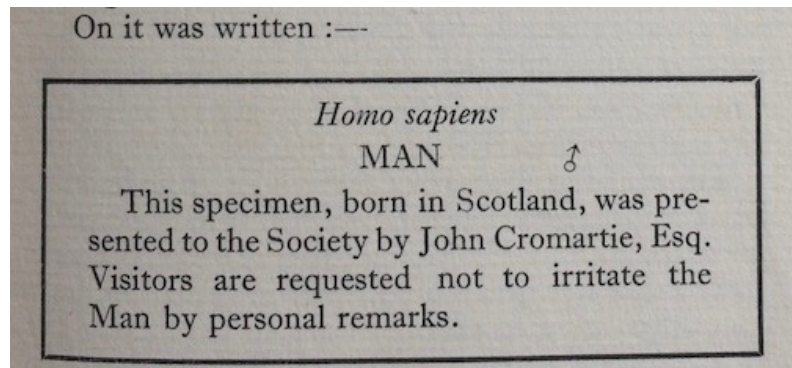 On it was written :—
Homo sapiens
MAN ♂
This specimen, born in Scotland, was pre-
sented to the Society by John Cromartie, Esq.
Visitors are requested not to irritate the
Man by personal remarks.